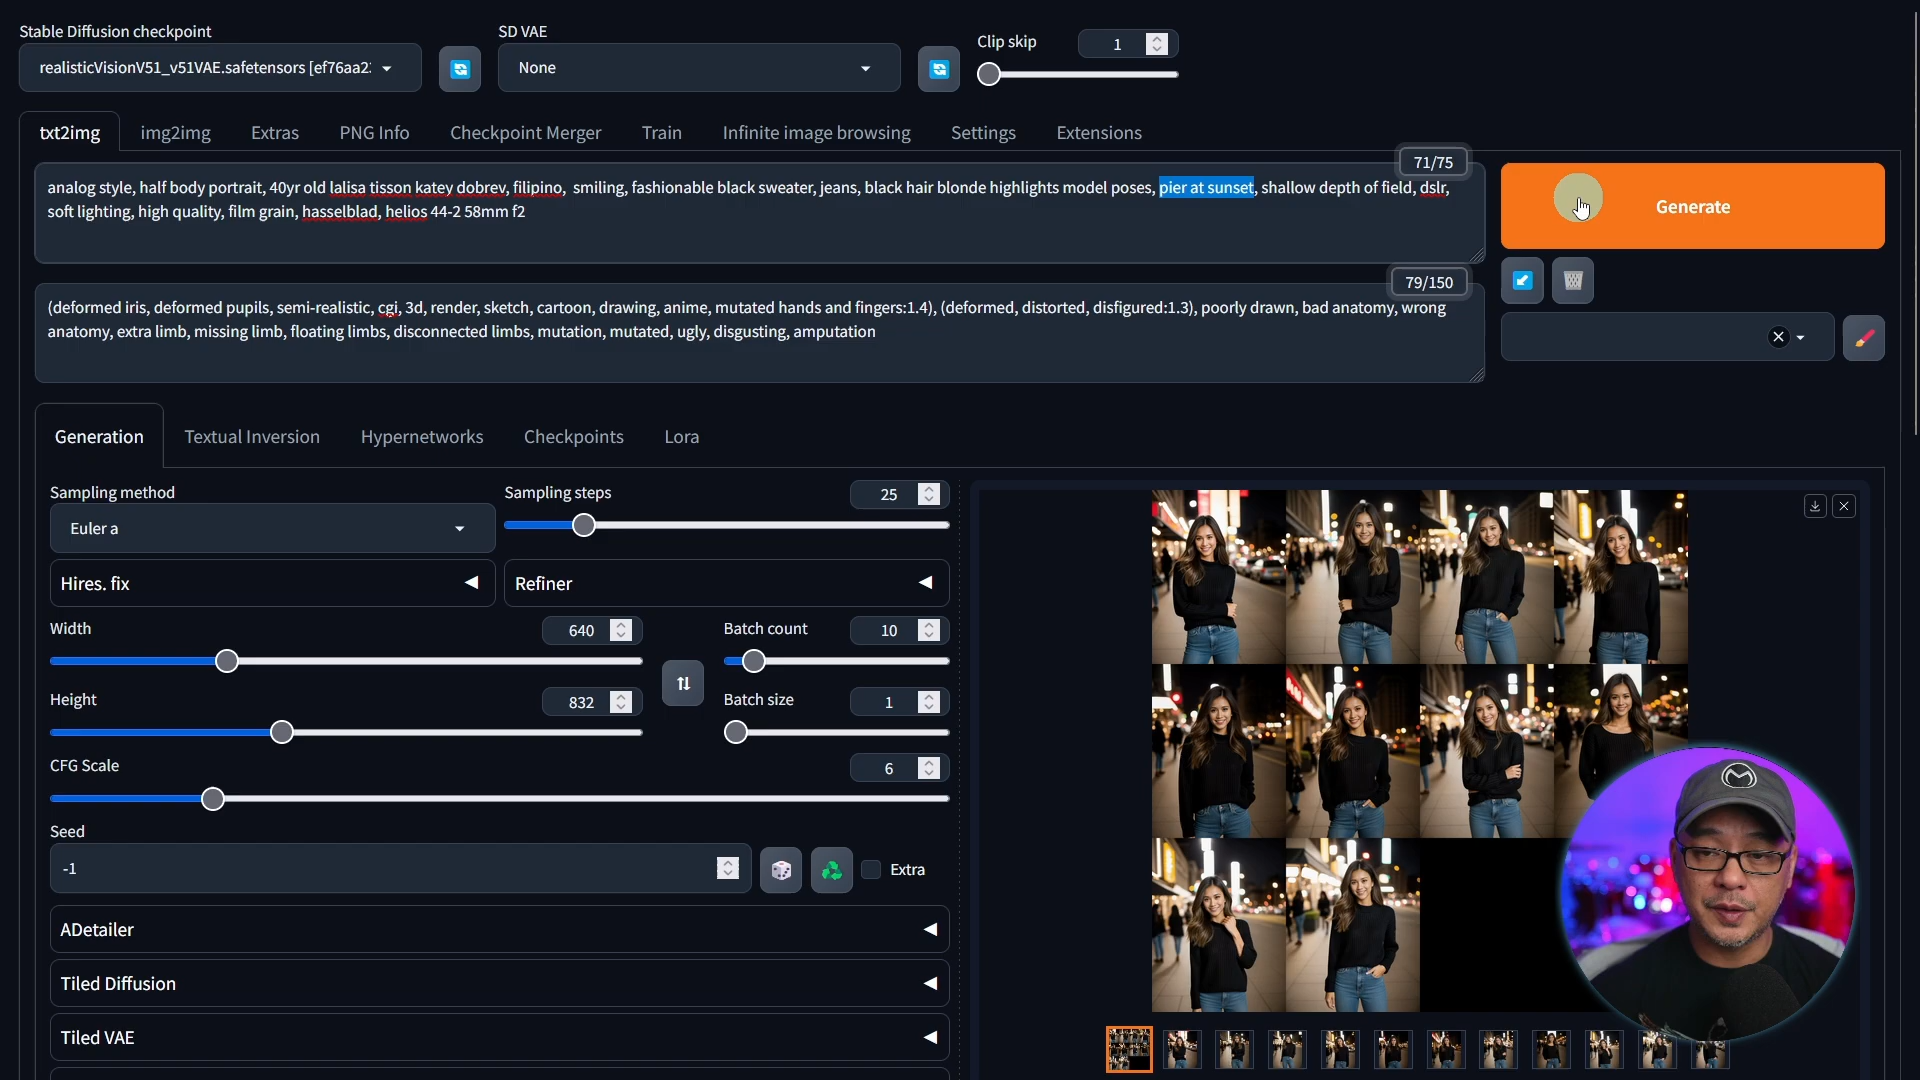 Stable Diffusion checkpoint
SD VAE
Clip skip
1
realisticVisionV51_v51VAE.safetensors [ef76aa2:
None
txt2img
img2img
Extras
PNG Info
Checkpoint Merger
Train
Infinite image browsing
Settings
Extensions
71/75
analog style, half body portrait, 40yr old lalisa tisson katey dobrev, filipino,  smiling, fashionable black sweater, jeans, black hair blonde highlights model poses, pier at sunset, shallow depth of field, dslr,
soft lighting, high quality, film grain, hasselblad, helios 44-2 58mm f2
Generate
79/150
(deformed iris, deformed pupils, semi-realistic, cgi, 3d, render, sketch, cartoon, drawing, anime, mutated hands and fingers:1.4), (deformed, distorted, disfigured:1.3), poorly drawn, bad anatomy, wrong
anatomy, extra limb, missing limb, floating limbs, disconnected limbs, mutation, mutated, ugly, disgusting, amputation
Generation
Textual Inversion
Hypernetworks
Checkpoints
Lora
Sampling method
Euler a
Sampling steps
25
Hires. fix
Refiner
Width
640
Batch count
10
Height
832
Batch size
1
CFG Scale
6
Seed
-1
Extra
ADetailer
Tiled Diffusion
Tiled VAE